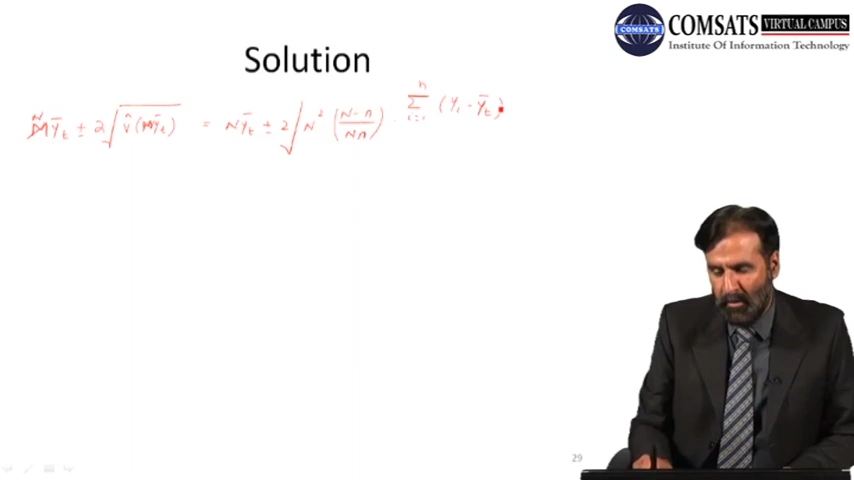 COMSATS VIRTUAL CAMPUS
Institute Of Information Technology
COMSATS
Solution
N ȳ_t ± 2√(V̂(Nȳ_t)) = Nȳ_t ± 2√(N² ((N-n)/(Nn)) · Σ_{i=1}^{n} (y_i - ȳ_t)
29